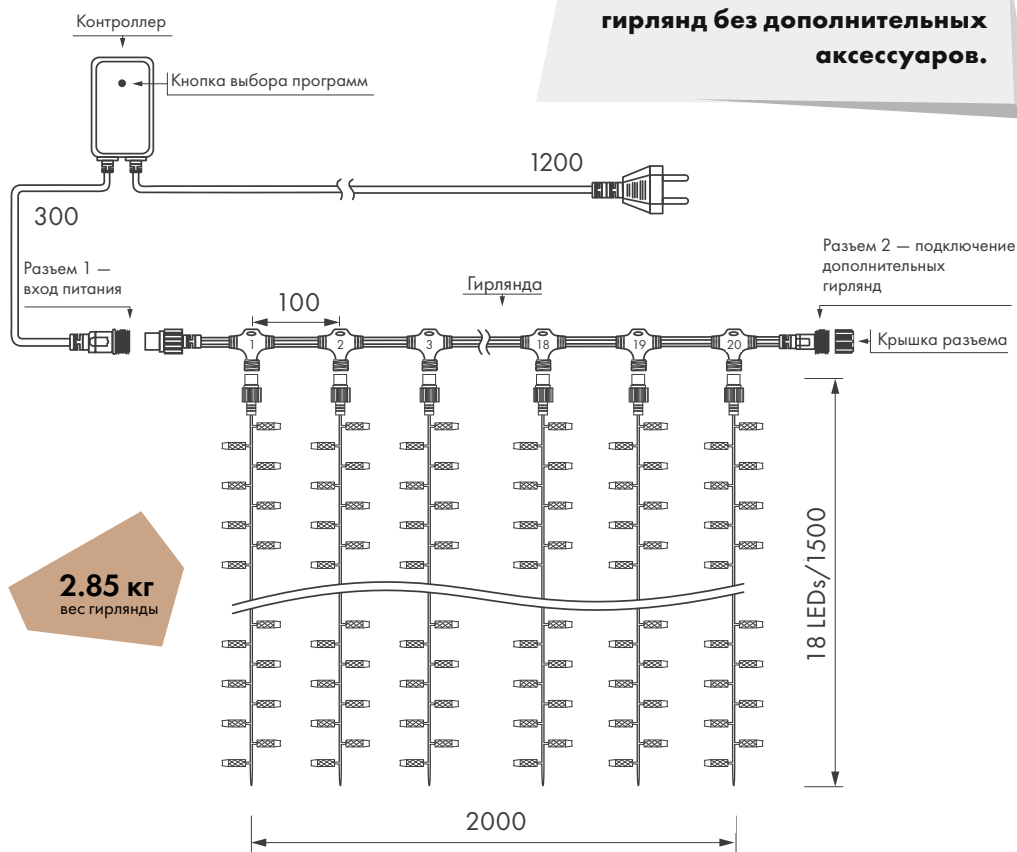 гирлянд без дополнительных
аксессуаров.
Контроллер
Кнопка выбора программ
1200
300
Разъем 1 —
вход питания
Разъем 2 — подключение
дополнительных
гирлянд
Гирлянда
100
1 2 3 18 19 20
Крышка разъема
18 LEDs/1500
2.85 кг
вес гирлянды
2000